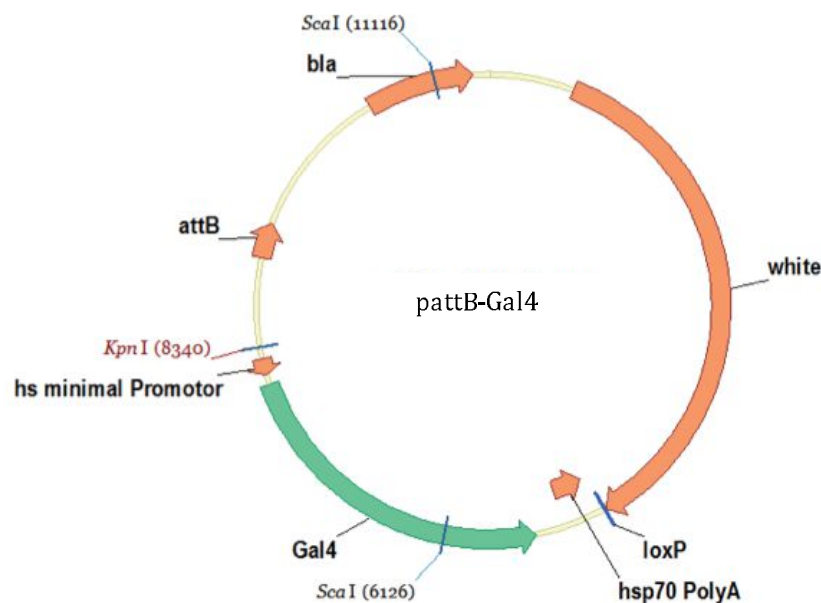 ScaI (11116)
bla
attB
white
pattB-Gal4
KpnI (8340)
hs minimal Promotor
Gal4
loxP
ScaI (6126)
hsp70 PolyA